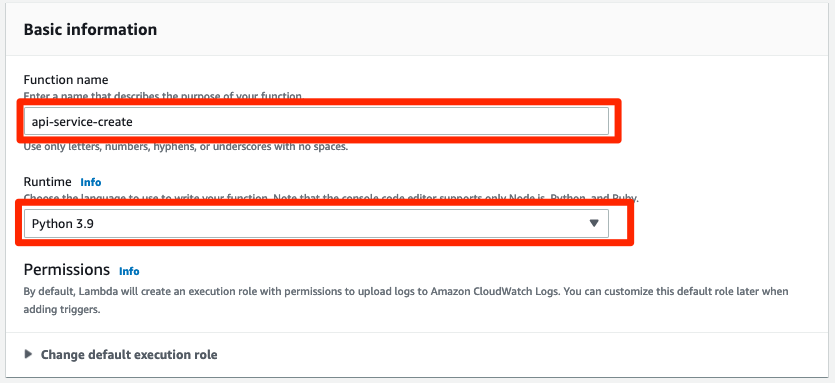 Basic information
Function name
Enter a name that describes the purpose of your function.
api-service-create
Use only letters, numbers, hyphens, or underscores with no spaces.
Runtime Info
Choose the language to use to write your function. Note that the console code editor supports only Node.js, Python, and Ruby.
Python 3.9
Permissions Info
By default, Lambda will create an execution role with permissions to upload logs to Amazon CloudWatch Logs. You can customize this default role later when
adding triggers.
Change default execution role